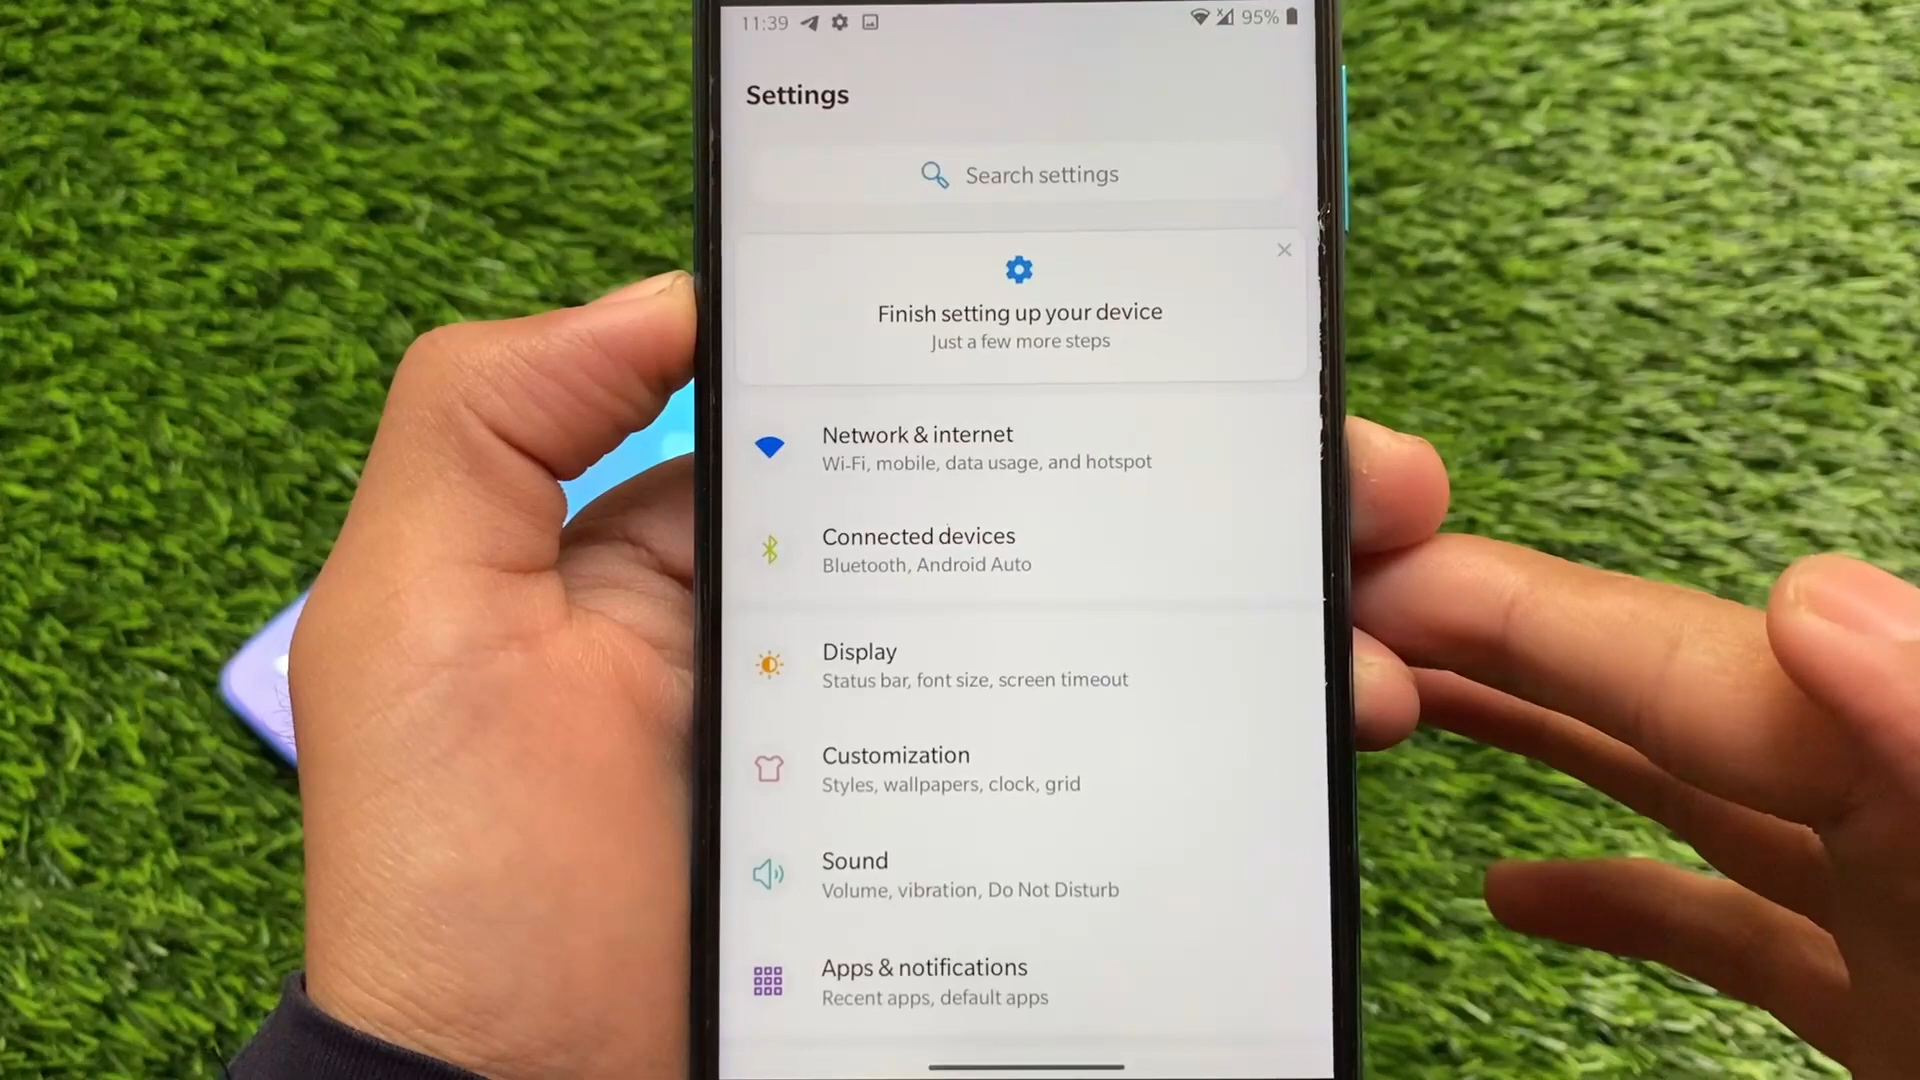 11:39
95%
Settings
Search settings
Finish setting up your device
Just a few more steps
Network & internet
Wi-Fi, mobile, data usage, and hotspot
Connected devices
Bluetooth, Android Auto
Display
Status bar, font size, screen timeout
Customization
Styles, wallpapers, clock, grid
Sound
Volume, vibration, Do Not Disturb
Apps & notifications
Recent apps, default apps